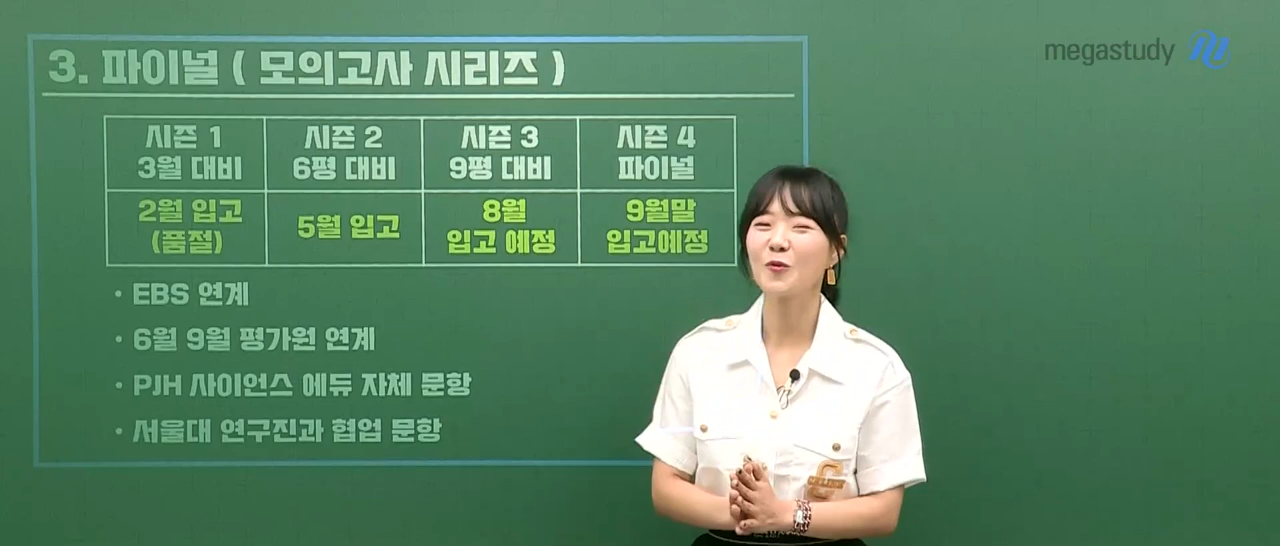 megastudy
3. 파이널 ( 모의고사 시리즈 )
시즌 1
3월 대비
시즌 2
6평 대비
시즌 3
9평 대비
시즌 4
파이널
2월 입고
(품절)
5월 입고
8월
입고 예정
9월말
입고예정
· EBS 연계
· 6월 9월 평가원 연계
· PJH 사이언스 에듀 자체 문항
· 서울대 연구진과 협업 문항